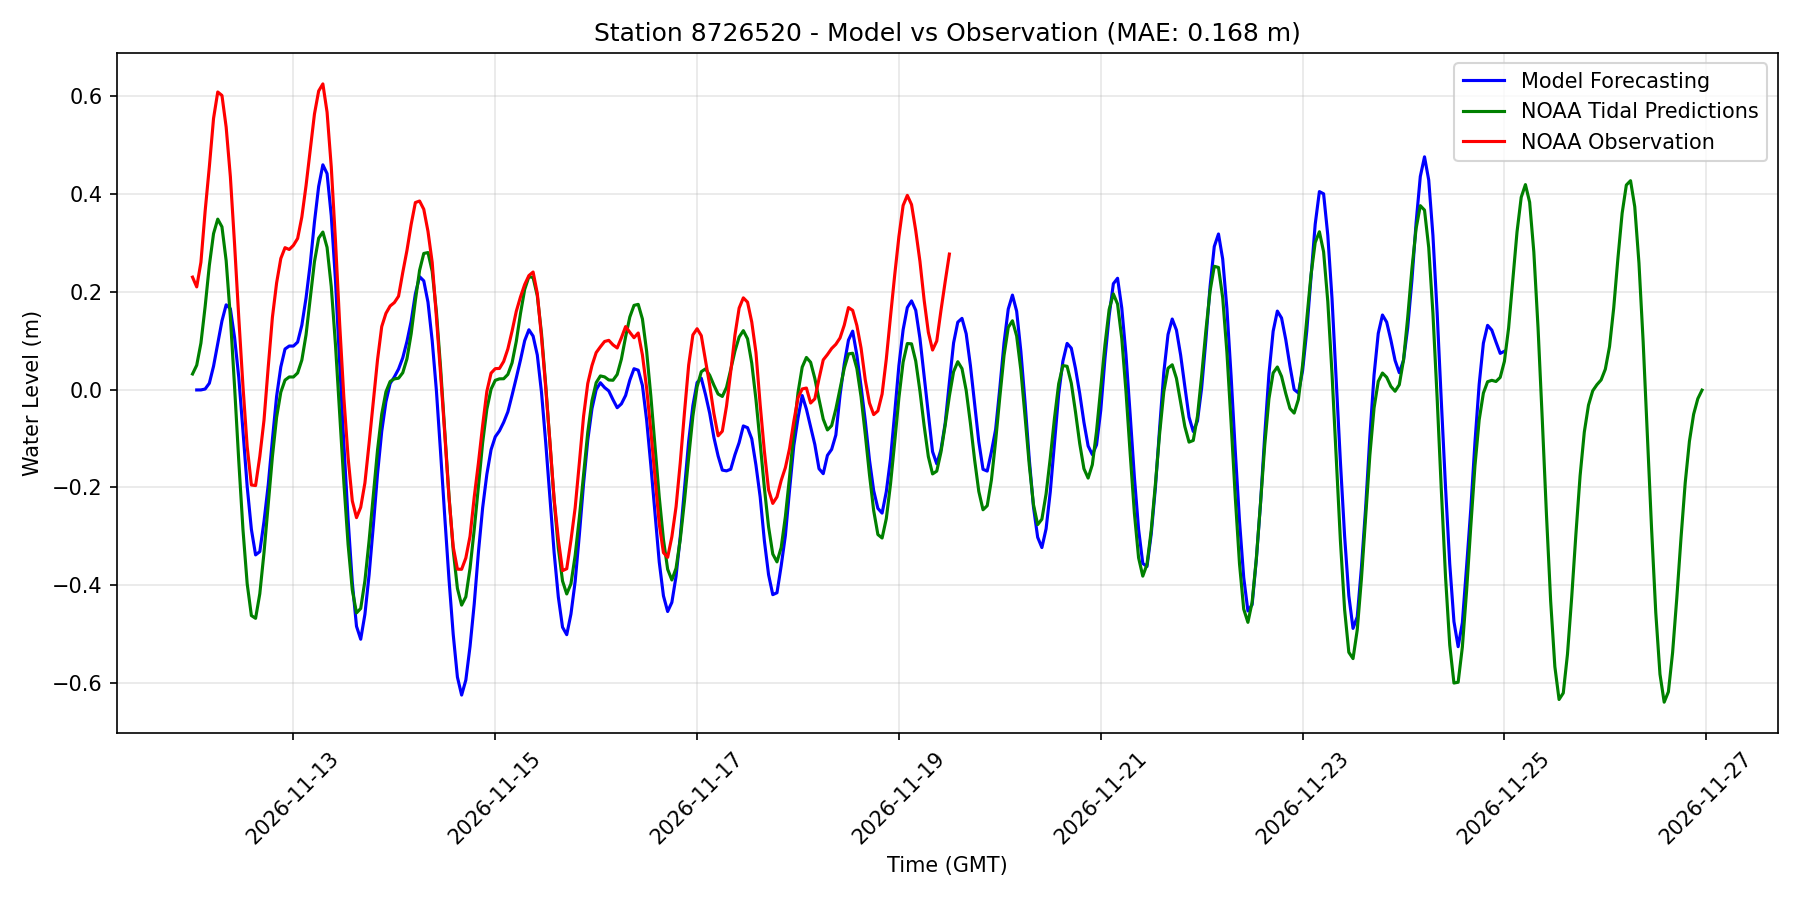 Station 8726520 - Model vs Observation (MAE: 0.168 m)
Model Forecasting
NOAA Tidal Predictions
NOAA Observation
Water Level (m)
0.6
0.4
0.2
0.0
−0.2
−0.4
−0.6
2026-11-13
2026-11-15
2026-11-17
2026-11-19
2026-11-21
2026-11-23
2026-11-25
2026-11-27
Time (GMT)